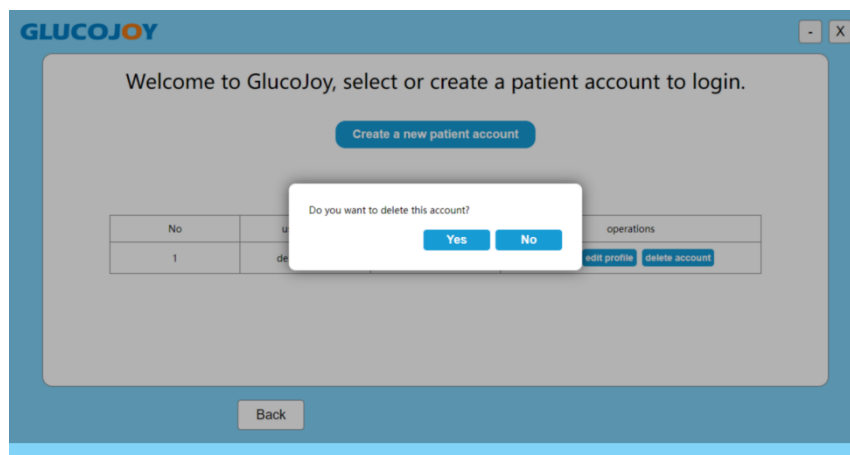 GLUCOJOY
- X
Welcome to GlucoJoy, select or create a patient account to login.
Create a new patient account
Do you want to delete this account?
Yes No
No operations
1 edit profile delete account
Back